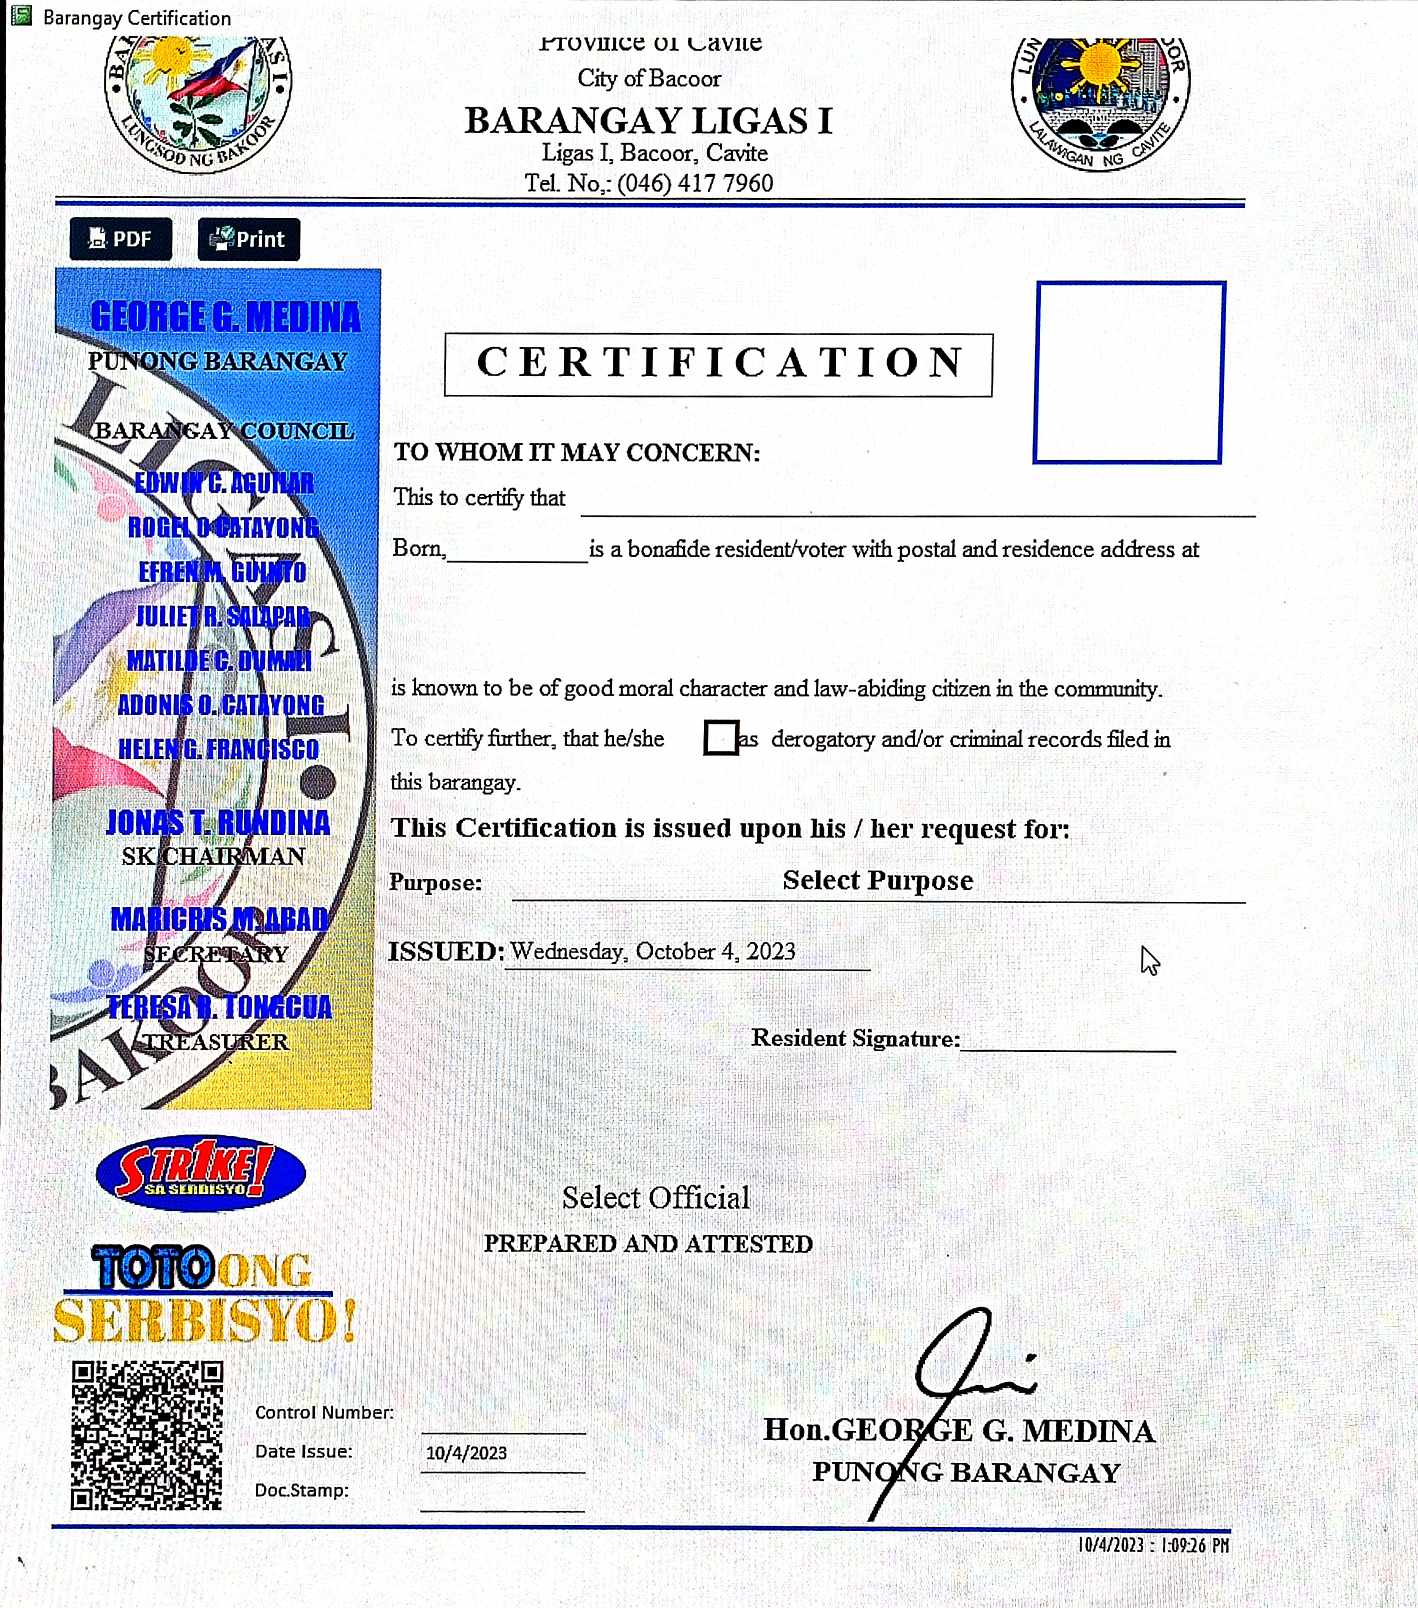 Barangay Certification
Province of Cavite
City of Bacoor
BARANGAY LIGAS I
Ligas I, Bacoor, Cavite
Tel. No,: (046) 417 7960
LUNGSOD NG BAKOOR
LALAWIGAN NG CAVITE
PDF
Print
GEORGE G. MEDINA
PUNONG BARANGAY
BARANGAY COUNCIL
EDWIN C. AGUILAR
ROGEL O CATAYONG
EFREN M. GUINTO
JULIET R. SALAPAR
MATILDE C. DUMALI
ADONIS O. CATAYONG
HELEN G. FRANCISCO
JONAS T. RUNDINA
SK CHAIRMAN
MARICRIS M. ABAD
SECRETARY
TERESA R. TONGCUA
TREASURER
LIGAS I
BAKOOR
CERTIFICATION
TO WHOM IT MAY CONCERN:
This to certify that
Born, is a bonafide resident/voter with postal and residence address at
is known to be of good moral character and law-abiding citizen in the community.
To certify further, that he/she as derogatory and/or criminal records filed in
this barangay.
This Certification is issued upon his / her request for:
Purpose: Select Purpose
ISSUED: Wednesday, October 4, 2023
Resident Signature:
STR1KE!
SA SERBISYO!
TOTOONG
SERBISYO!
Select Official
PREPARED AND ATTESTED
Control Number:
Date Issue: 10/4/2023
Doc.Stamp:
Hon.GEORGE G. MEDINA
PUNONG BARANGAY
10/4/2023 : 1:09:26 PM